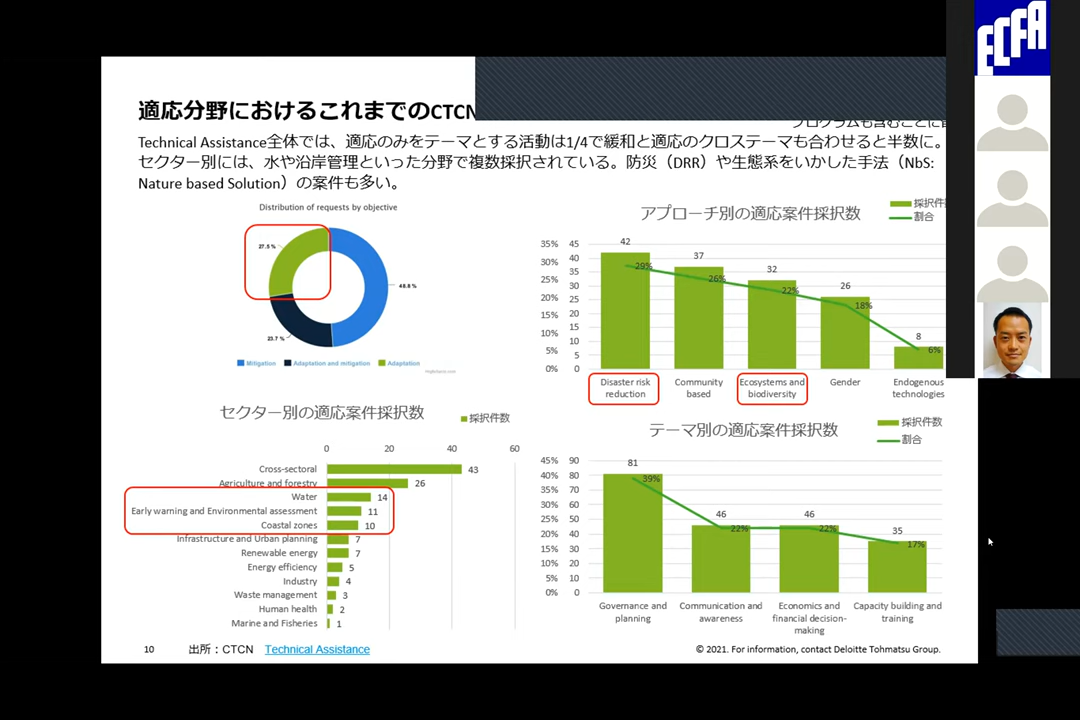 ECFA
適応分野におけるこれまでのCTCN
プログラムも含むことに留
Technical Assistance全体では、適応のみをテーマとする活動は1/4で緩和と適応のクロステーマも合わせると半数に。
セクター別には、水や沿岸管理といった分野で複数採択されている。防災（DRR）や生態系をいかした手法（NbS:
Nature based Solution）の案件も多い。
Distribution of requests by objective
27.5 %
48.8 %
23.7 %
Mitigation Adaptation and mitigation Adaptation
Highcharts.com
アプローチ別の適応案件採択数
採択件数
割合
35% 45
30% 40
25% 35
20% 30
15% 25
10% 20
5% 15
0% 10
5
0
42
37
32
26
8
29%
26%
22%
18%
6%
Disaster risk reduction
Community based
Ecosystems and biodiversity
Gender
Endogenous technologies
セクター別の適応案件採択数
採択件数
0 20 40 60
Cross-sectoral 43
Agriculture and forestry 26
Water 14
Early warning and Environmental assessment 11
Coastal zones 10
Infrastructure and Urban planning 7
Renewable energy 7
Energy efficiency 5
Industry 4
Waste management 3
Human health 2
Marine and Fisheries 1
テーマ別の適応案件採択数
採択件数
割合
45% 90
40% 80
35% 70
30% 60
25% 50
20% 40
15% 30
10% 20
5% 10
0% 0
81
46
46
35
39%
22%
22%
17%
Governance and planning
Communication and awareness
Economics and financial decision-making
Capacity building and training
10
出所：CTCN Technical Assistance
© 2021. For information, contact Deloitte Tohmatsu Group.